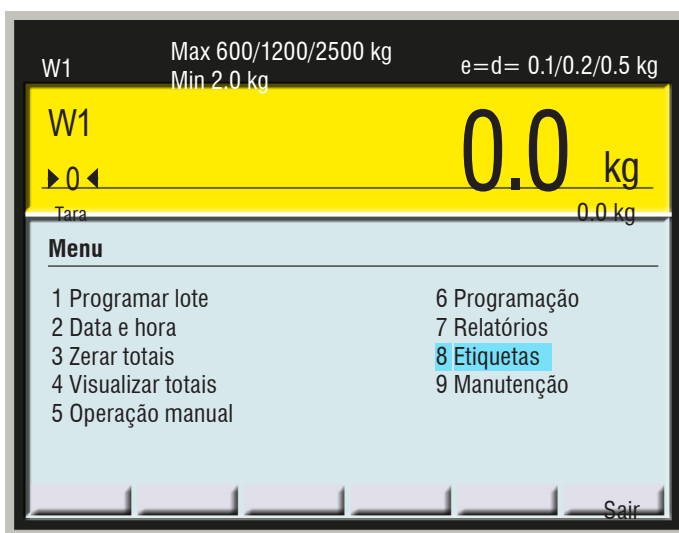 W1
Max 600/1200/2500 kg
Min 2.0 kg
e=d= 0.1/0.2/0.5 kg
W1
0.0 kg
0
Tara
0.0 kg
Menu
1 Programar lote
2 Data e hora
3 Zerar totais
4 Visualizar totais
5 Operação manual
6 Programação
7 Relatórios
8 Etiquetas
9 Manutenção
Sair